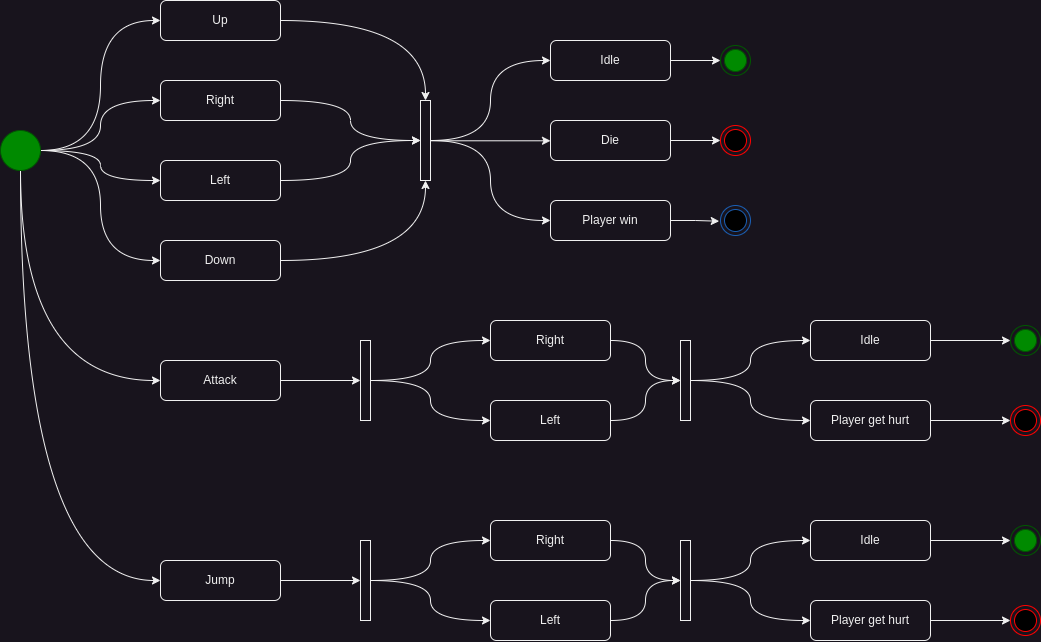 Up
Right
Left
Down
Idle
Die
Player win
Attack
Right
Left
Idle
Player get hurt
Jump
Right
Left
Idle
Player get hurt